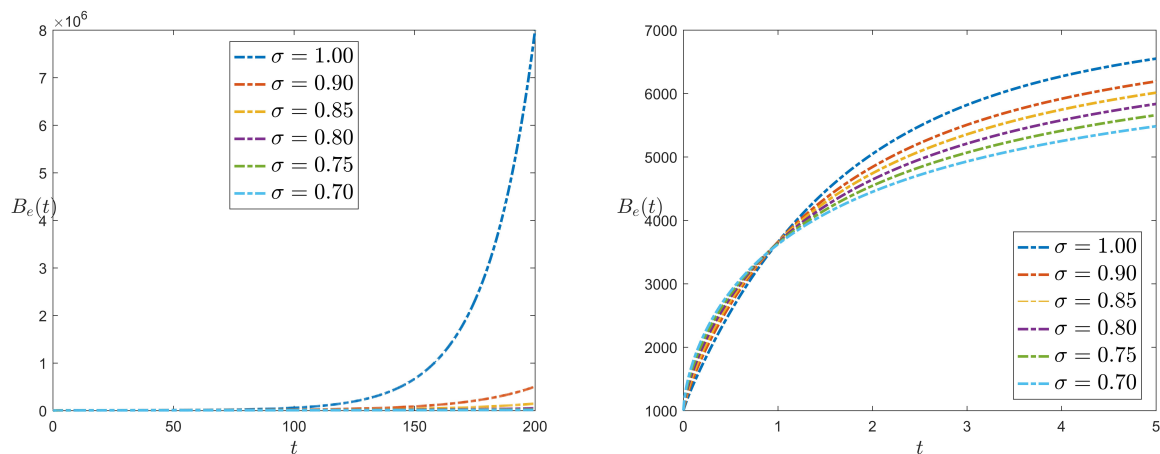 ×10⁶
8
7
6
5
4
3
2
1
0
B_e(t)
0 50 100 150 200
t
σ = 1.00
σ = 0.90
σ = 0.85
σ = 0.80
σ = 0.75
σ = 0.70
7000
6000
5000
4000
3000
2000
1000
B_e(t)
0 1 2 3 4 5
t
σ = 1.00
σ = 0.90
σ = 0.85
σ = 0.80
σ = 0.75
σ = 0.70